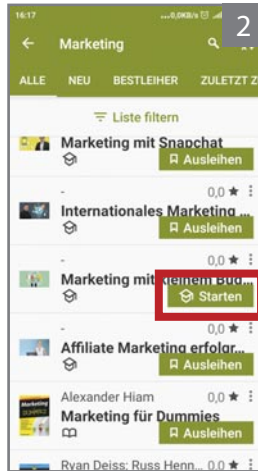 16:17 ...0,0KB/s
2
Marketing
ALLE NEU BESTLEIHER ZULETZT Z
Liste filtern
Marketing mit Snapchat
Ausleihen
-
0,0 ★
Internationales Marketing ...
Ausleihen
-
0,0 ★
Marketing mit kleinem Bud...
Starten
-
0,0 ★
Affiliate Marketing erfolgr...
Ausleihen
Alexander Hiam 0,0 ★
Marketing für Dummies
Ausleihen
Ryan Deiss; Russ Henn... 0,0 ★